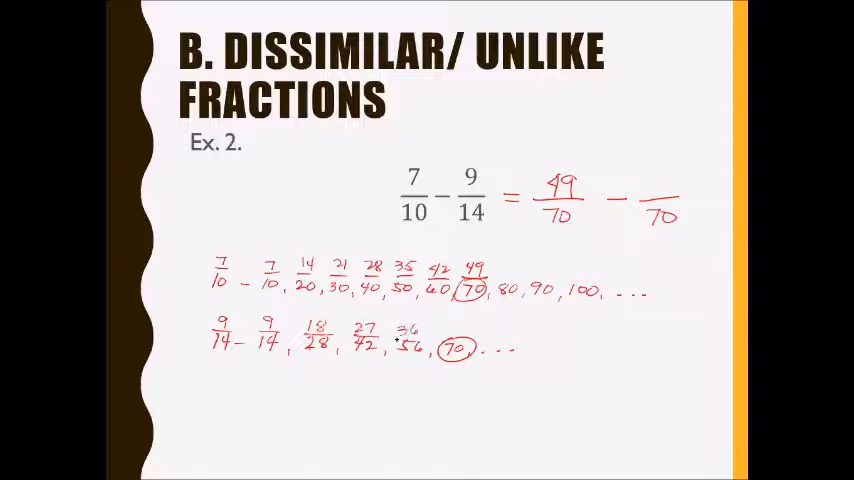 B. DISSIMILAR/ UNLIKE
FRACTIONS
Ex. 2.
7/10 − 9/14 = 49/70 − /70
7/10 – 7/10, 14/20, 21/30, 28/40, 35/50, 42/60, 49/70, 80, 90, 100, ...
9/14 – 9/14, 18/28, 27/42, 36/56, 70, ...